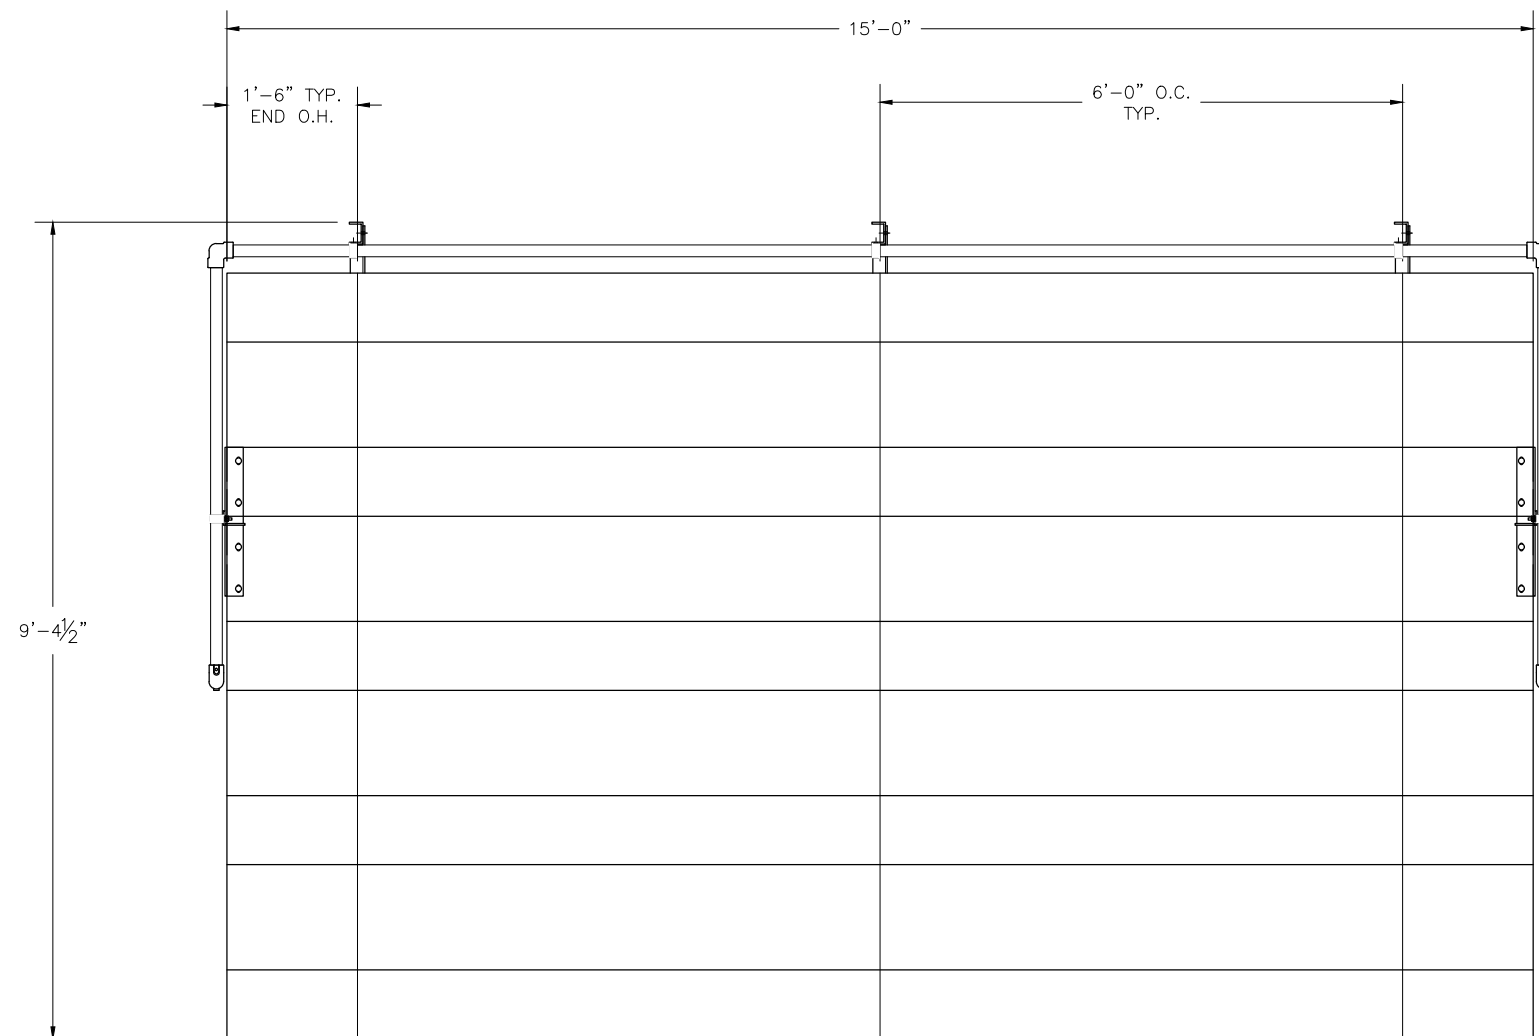 15'-0"
1'-6" TYP.
END O.H.
6'-0" O.C.
TYP.
9'-4½"